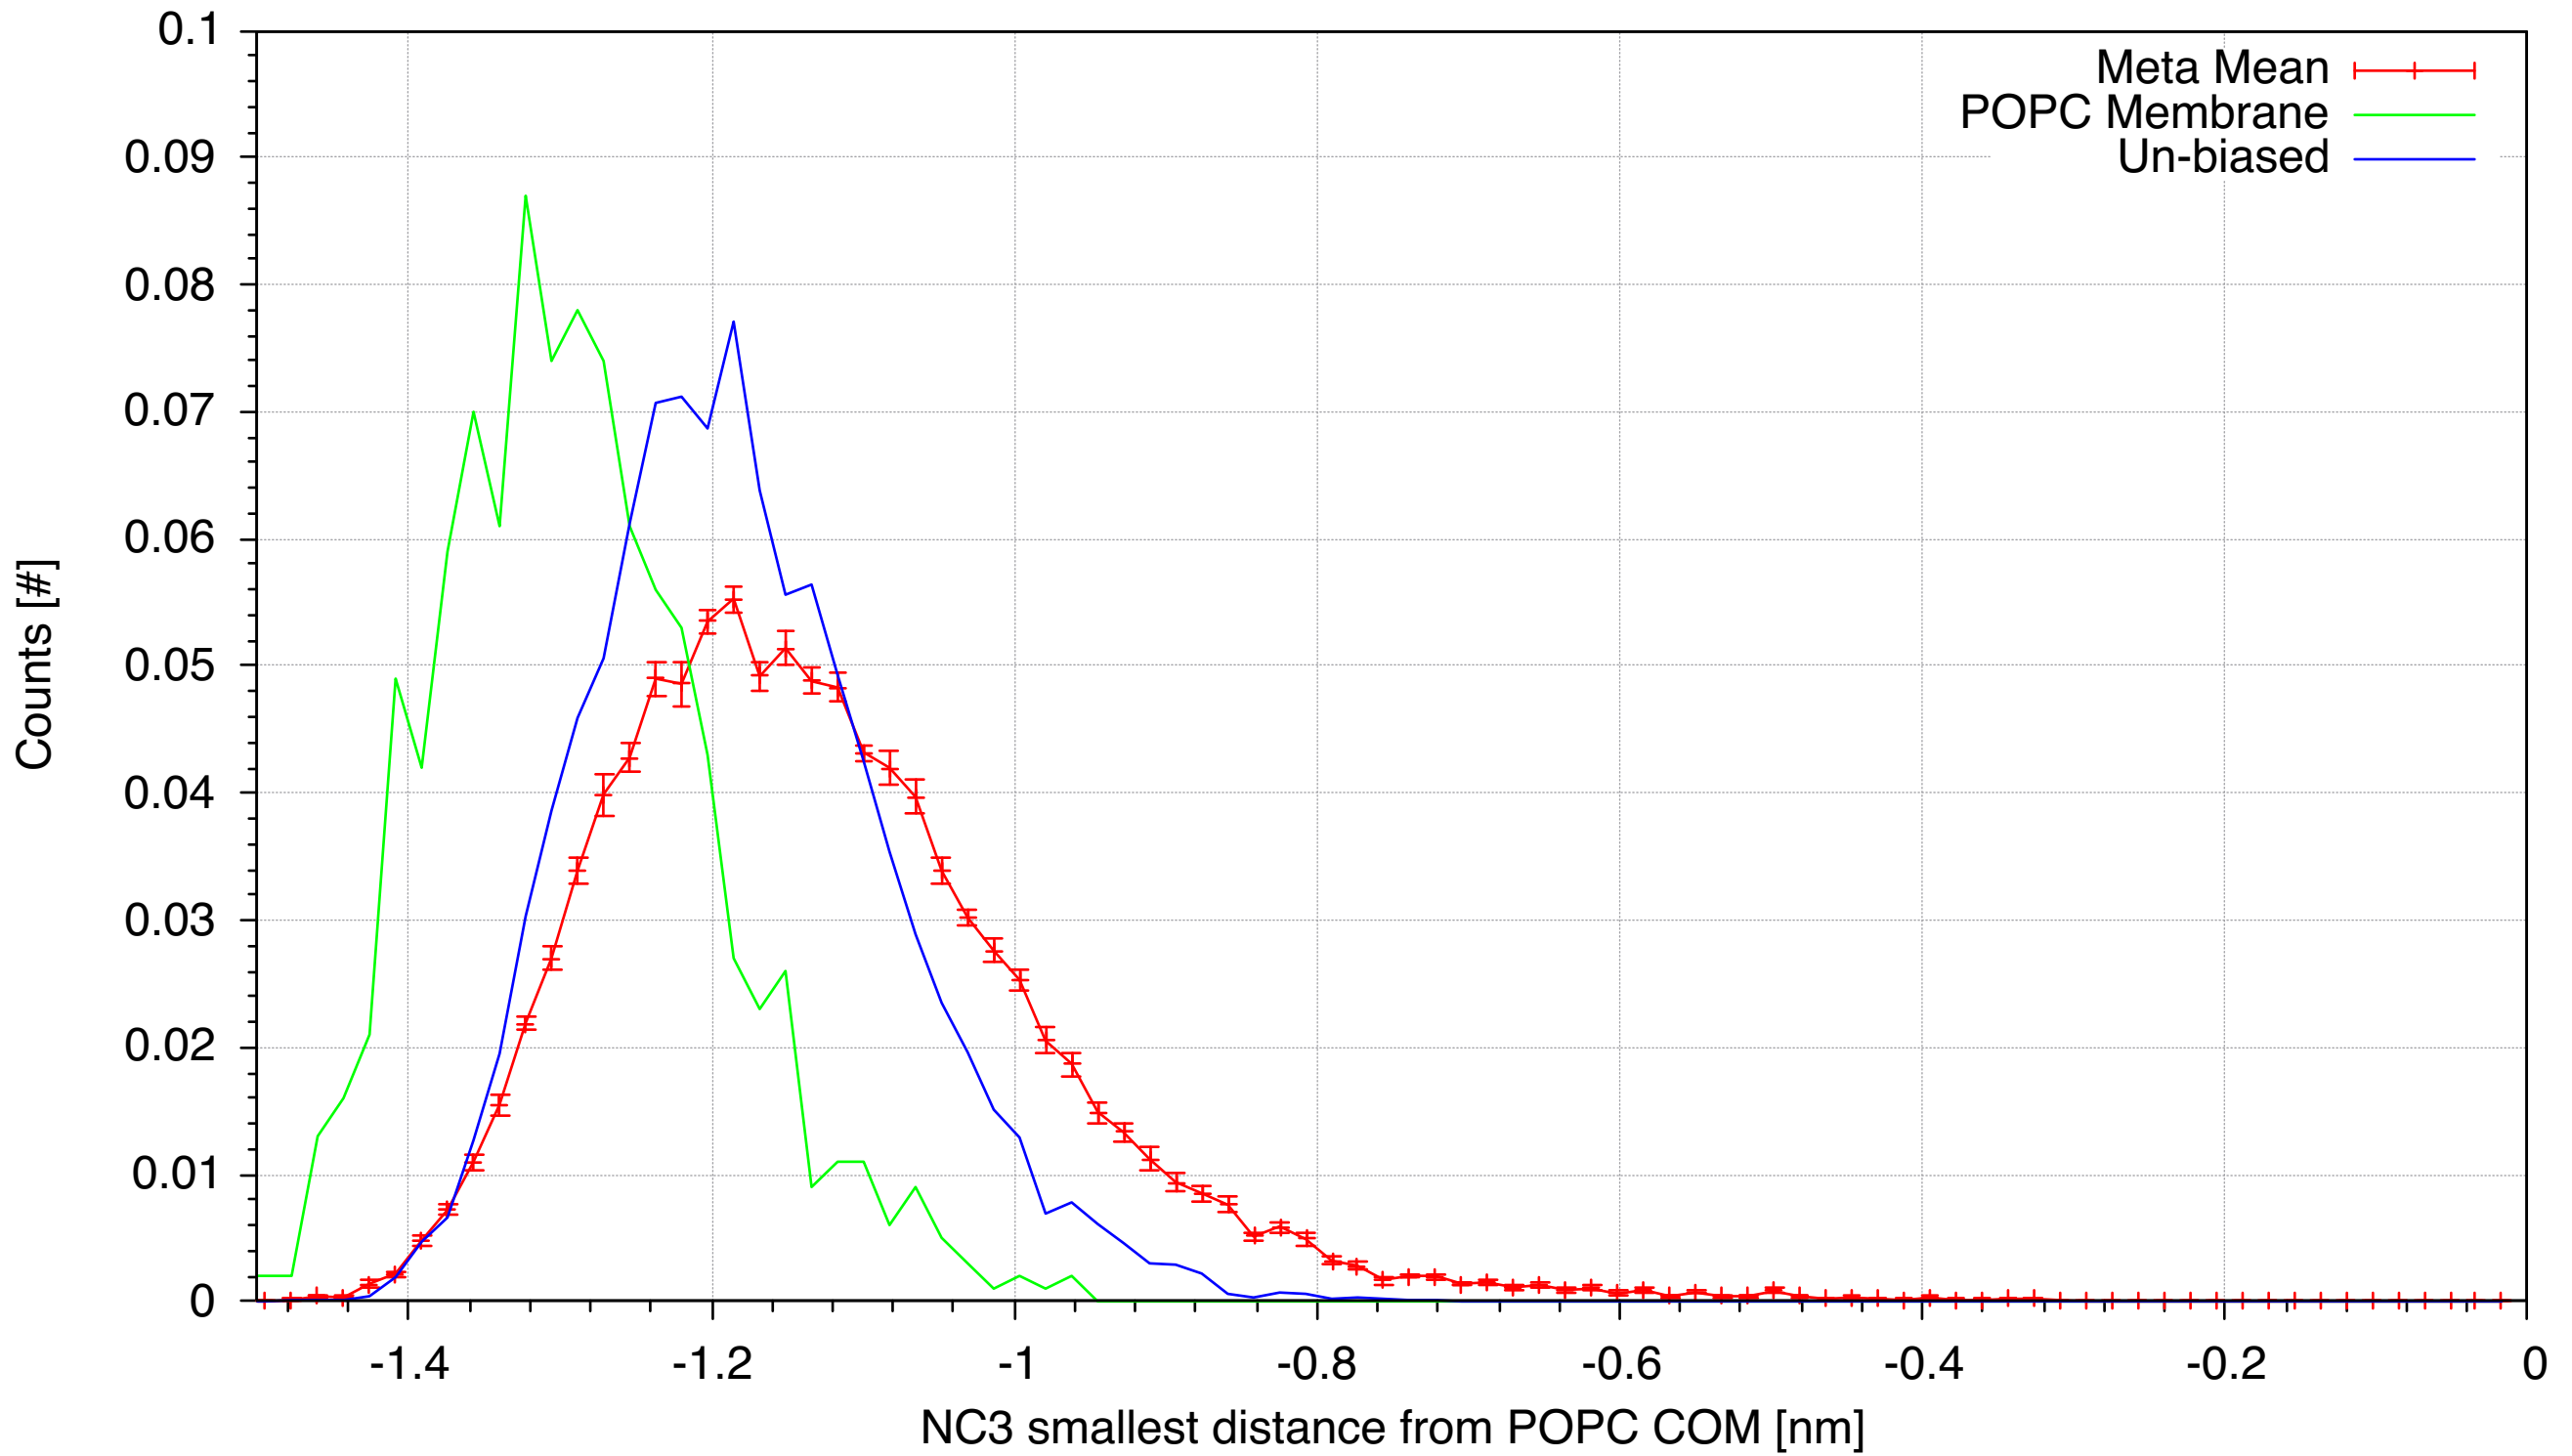 0.1
0.09
0.08
0.07
0.06
0.05
0.04
0.03
0.02
0.01
0
Counts [#]
Meta Mean
POPC Membrane
Un-biased
-1.4 -1.2 -1 -0.8 -0.6 -0.4 -0.2 0
NC3 smallest distance from POPC COM [nm]